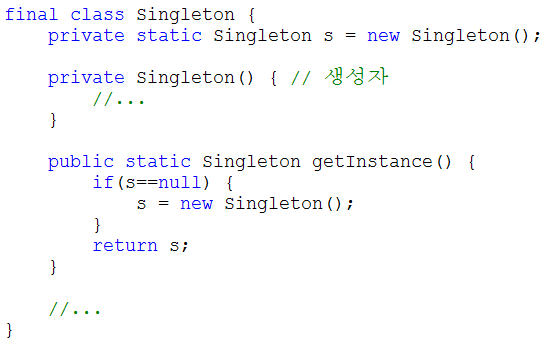 final class Singleton {
    private static Singleton s = new Singleton();

    private Singleton() { // 생성자
        //...
    }

    public static Singleton getInstance() {
        if(s==null) {
            s = new Singleton();
        }
        return s;
    }

    //...
}